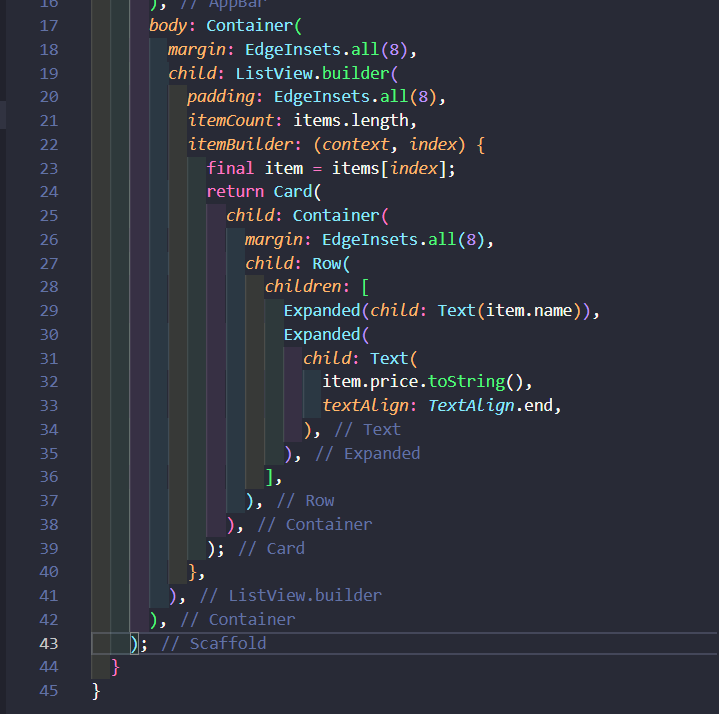 16 ), // AppBar
17 body: Container(
18 margin: EdgeInsets.all(8),
19 child: ListView.builder(
20 padding: EdgeInsets.all(8),
21 itemCount: items.length,
22 itemBuilder: (context, index) {
23 final item = items[index];
24 return Card(
25 child: Container(
26 margin: EdgeInsets.all(8),
27 child: Row(
28 children: [
29 Expanded(child: Text(item.name)),
30 Expanded(
31 child: Text(
32 item.price.toString(),
33 textAlign: TextAlign.end,
34 ), // Text
35 ), // Expanded
36 ],
37 ), // Row
38 ), // Container
39 ); // Card
40 },
41 ), // ListView.builder
42 ), // Container
43 ); // Scaffold
44 }
45 }